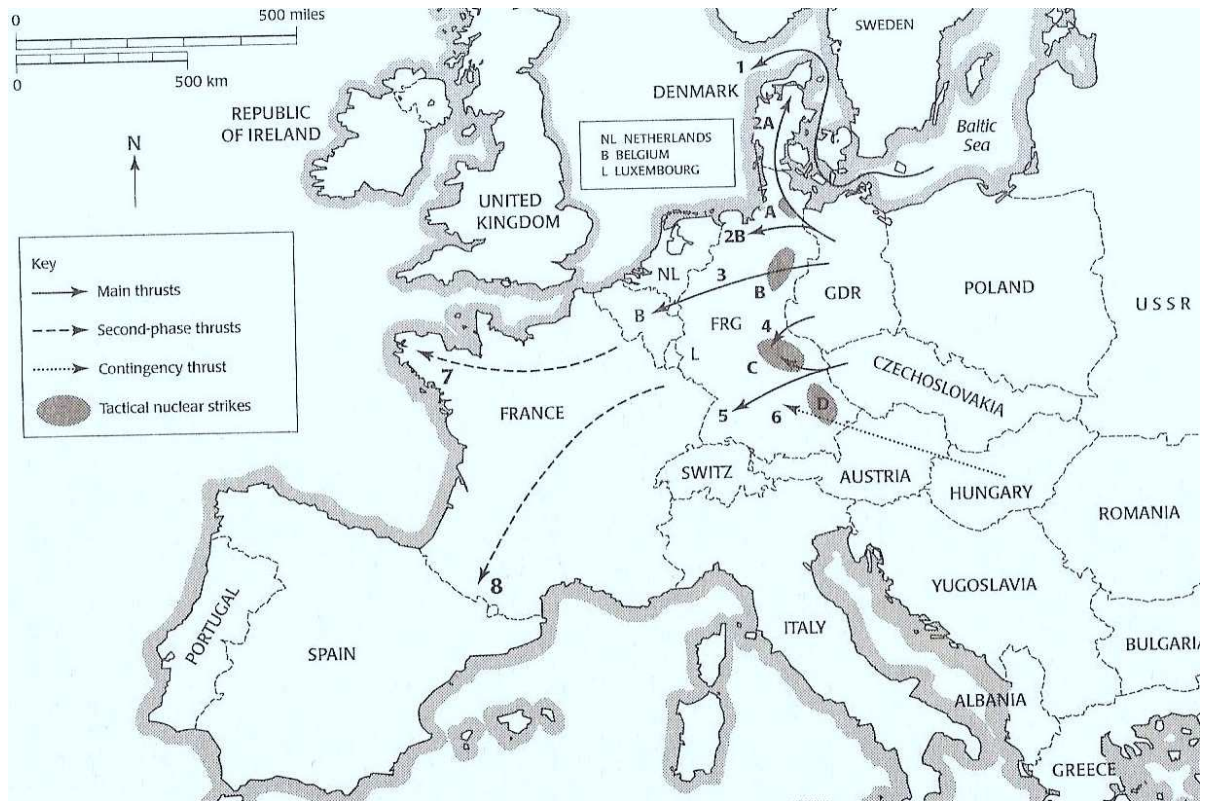 0
500 miles
0
500 km
N
REPUBLIC
OF IRELAND
UNITED
KINGDOM
DENMARK
SWEDEN
Baltic
Sea
NL NETHERLANDS
B BELGIUM
L LUXEMBOURG
1
2A
A
2B
NL
3
B
GDR
POLAND
USSR
B
FRG
4
L
C
CZECHOSLOVAKIA
Key
Main thrusts
Second-phase thrusts
Contingency thrust
Tactical nuclear strikes
7
FRANCE
5
6
D
SWITZ
AUSTRIA
HUNGARY
ROMANIA
8
YUGOSLAVIA
PORTUGAL
SPAIN
ITALY
BULGARIA
ALBANIA
GREECE